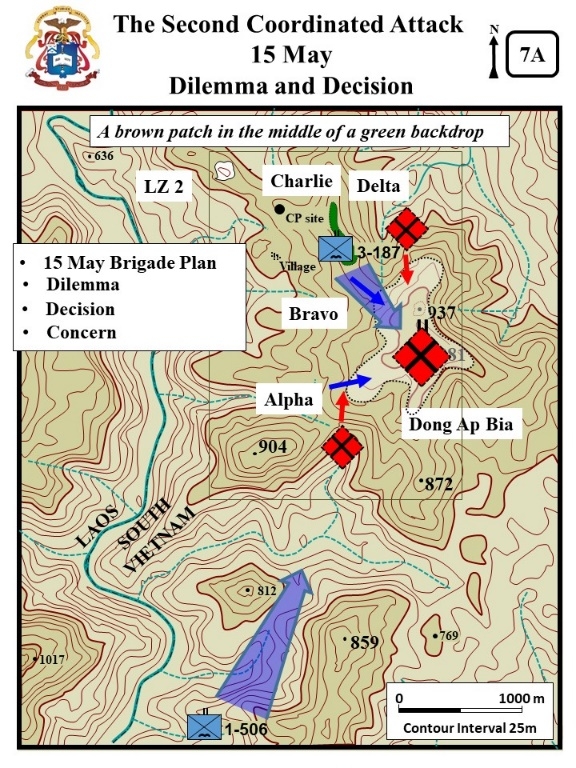 The Second Coordinated Attack
15 May
Dilemma and Decision
N
7A
A brown patch in the middle of a green backdrop
636
LZ 2
Charlie
Delta
CP site
3-187
Village
• 15 May Brigade Plan
• Dilemma
• Decision
• Concern
Bravo
937
81
Alpha
Dong Ap Bia
904
872
LAOS
SOUTH
VIETNAM
812
859
769
1017
0 1000 m
Contour Interval 25m
1-506